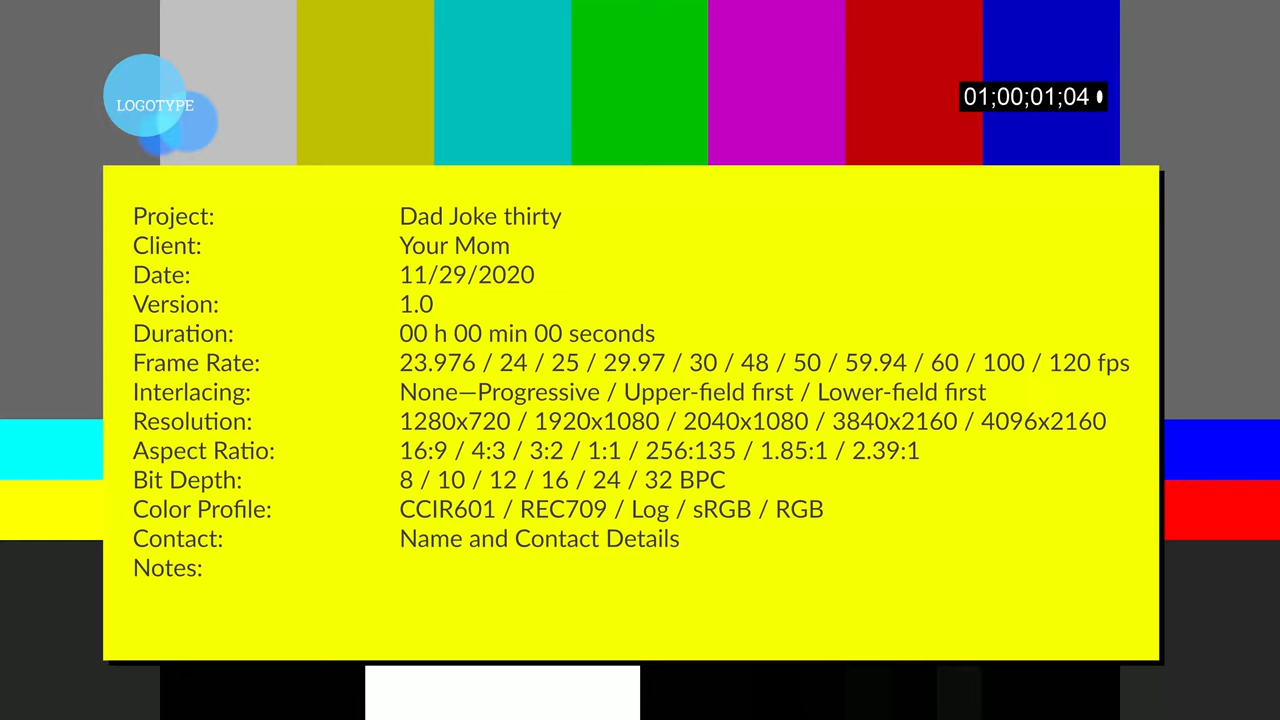 LOGOTYPE
01;00;01;04
Project: Dad Joke thirty
Client: Your Mom
Date: 11/29/2020
Version: 1.0
Duration: 00 h 00 min 00 seconds
Frame Rate: 23.976 / 24 / 25 / 29.97 / 30 / 48 / 50 / 59.94 / 60 / 100 / 120 fps
Interlacing: None—Progressive / Upper-field first / Lower-field first
Resolution: 1280x720 / 1920x1080 / 2040x1080 / 3840x2160 / 4096x2160
Aspect Ratio: 16:9 / 4:3 / 3:2 / 1:1 / 256:135 / 1.85:1 / 2.39:1
Bit Depth: 8 / 10 / 12 / 16 / 24 / 32 BPC
Color Profile: CCIR601 / REC709 / Log / sRGB / RGB
Contact: Name and Contact Details
Notes: